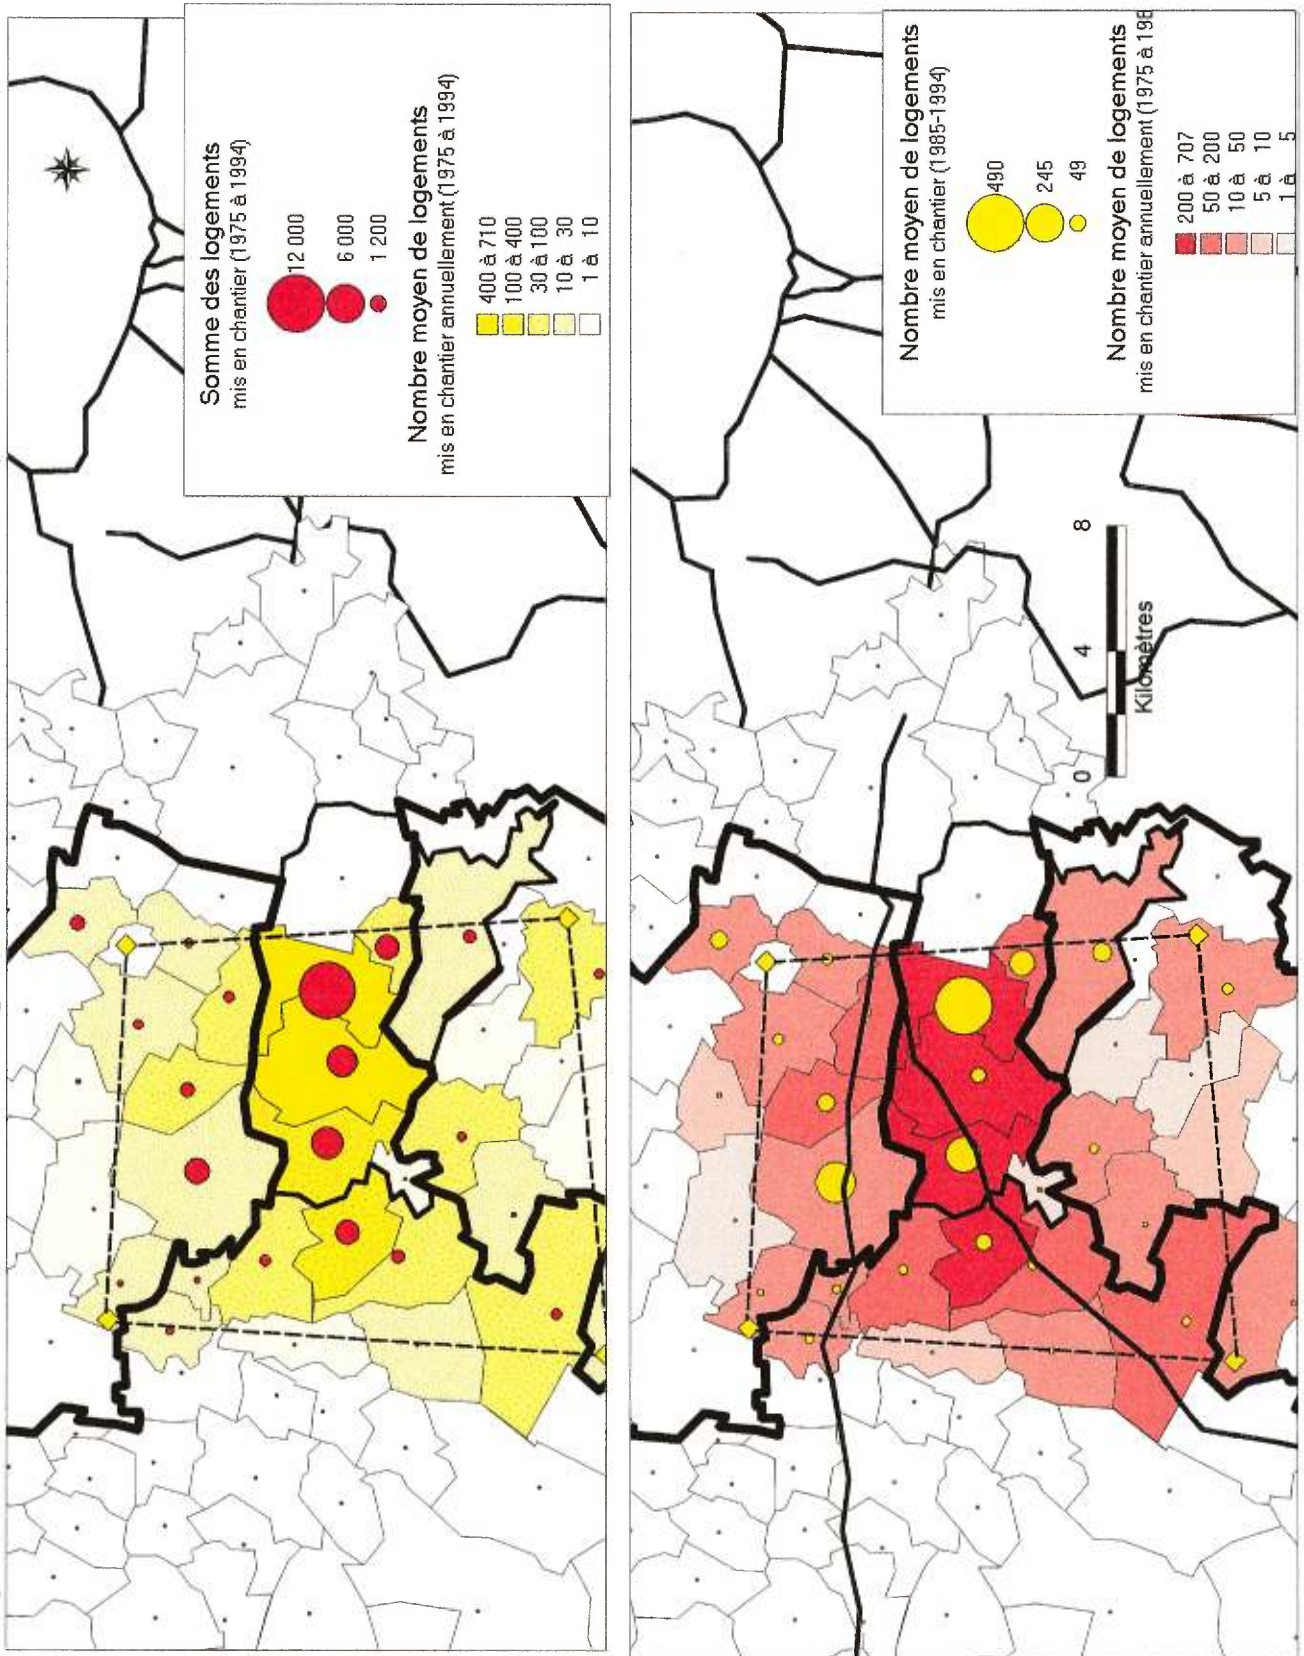 Somme des logements
mis en chantier (1975 à 1994)
12 000
6 000
1 200
Nombre moyen de logements
mis en chantier annuellement (1975 à 1994)
400 à 710
100 à 400
30 à 100
10 à 30
1 à 10
Nombre moyen de logements
mis en chantier (1985-1994)
490
245
49
Nombre moyen de logements
mis en chantier annuellement (1975 à 198
200 à 707
50 à 200
10 à 50
5 à 10
1 à 5
0 4 8
Kilomètres